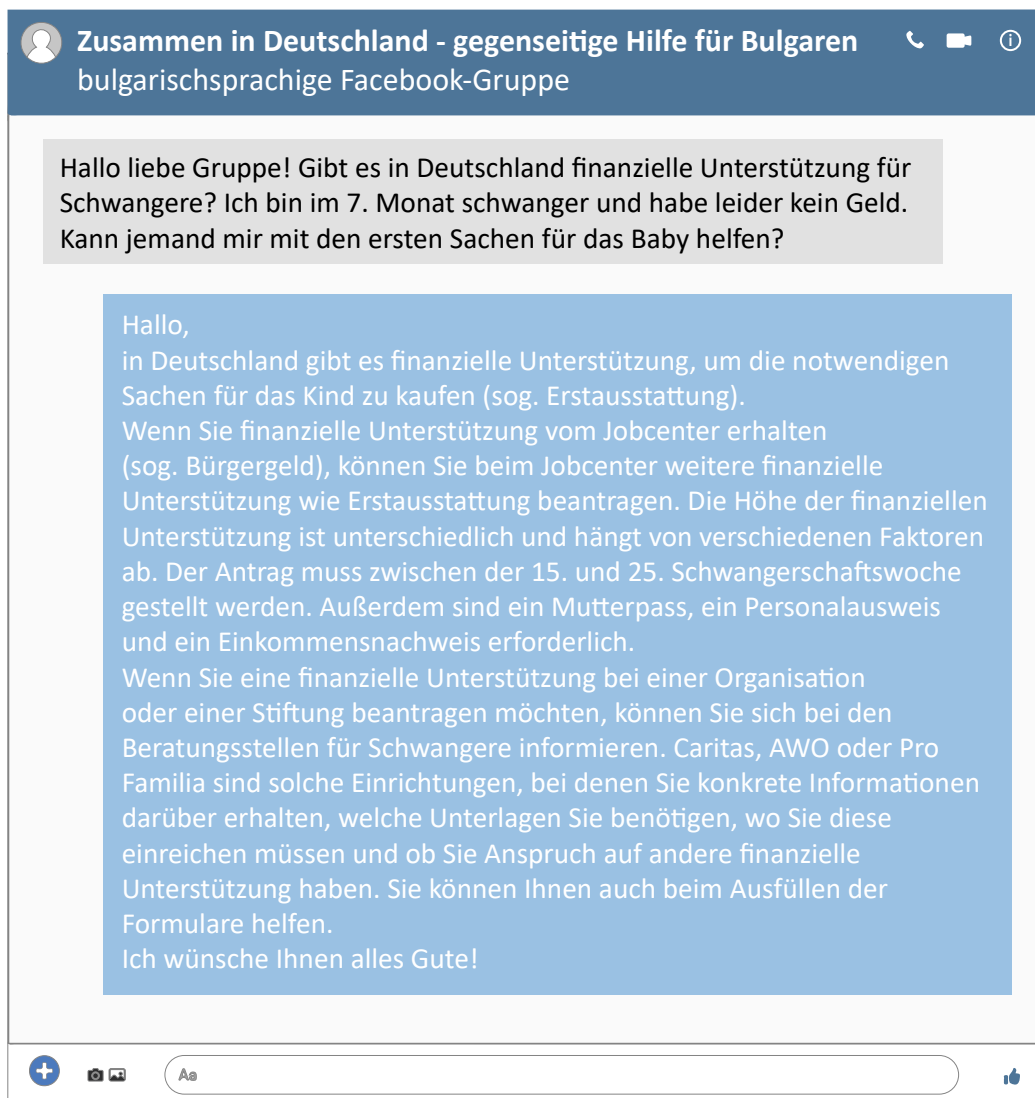 Zusammen in Deutschland - gegenseitige Hilfe für Bulgaren
bulgarischsprachige Facebook-Gruppe
Hallo liebe Gruppe! Gibt es in Deutschland finanzielle Unterstützung für
Schwangere? Ich bin im 7. Monat schwanger und habe leider kein Geld.
Kann jemand mir mit den ersten Sachen für das Baby helfen?
Hallo,
in Deutschland gibt es finanzielle Unterstützung, um die notwendigen
Sachen für das Kind zu kaufen (sog. Erstausstattung).
Wenn Sie finanzielle Unterstützung vom Jobcenter erhalten
(sog. Bürgergeld), können Sie beim Jobcenter weitere finanzielle
Unterstützung wie Erstausstattung beantragen. Die Höhe der finanziellen
Unterstützung ist unterschiedlich und hängt von verschiedenen Faktoren
ab. Der Antrag muss zwischen der 15. und 25. Schwangerschaftswoche
gestellt werden. Außerdem sind ein Mutterpass, ein Personalausweis
und ein Einkommensnachweis erforderlich.
Wenn Sie eine finanzielle Unterstützung bei einer Organisation
oder einer Stiftung beantragen möchten, können Sie sich bei den
Beratungsstellen für Schwangere informieren. Caritas, AWO oder Pro
Familia sind solche Einrichtungen, bei denen Sie konkrete Informationen
darüber erhalten, welche Unterlagen Sie benötigen, wo Sie diese
einreichen müssen und ob Sie Anspruch auf andere finanzielle
Unterstützung haben. Sie können Ihnen auch beim Ausfüllen der
Formulare helfen.
Ich wünsche Ihnen alles Gute!
Aa